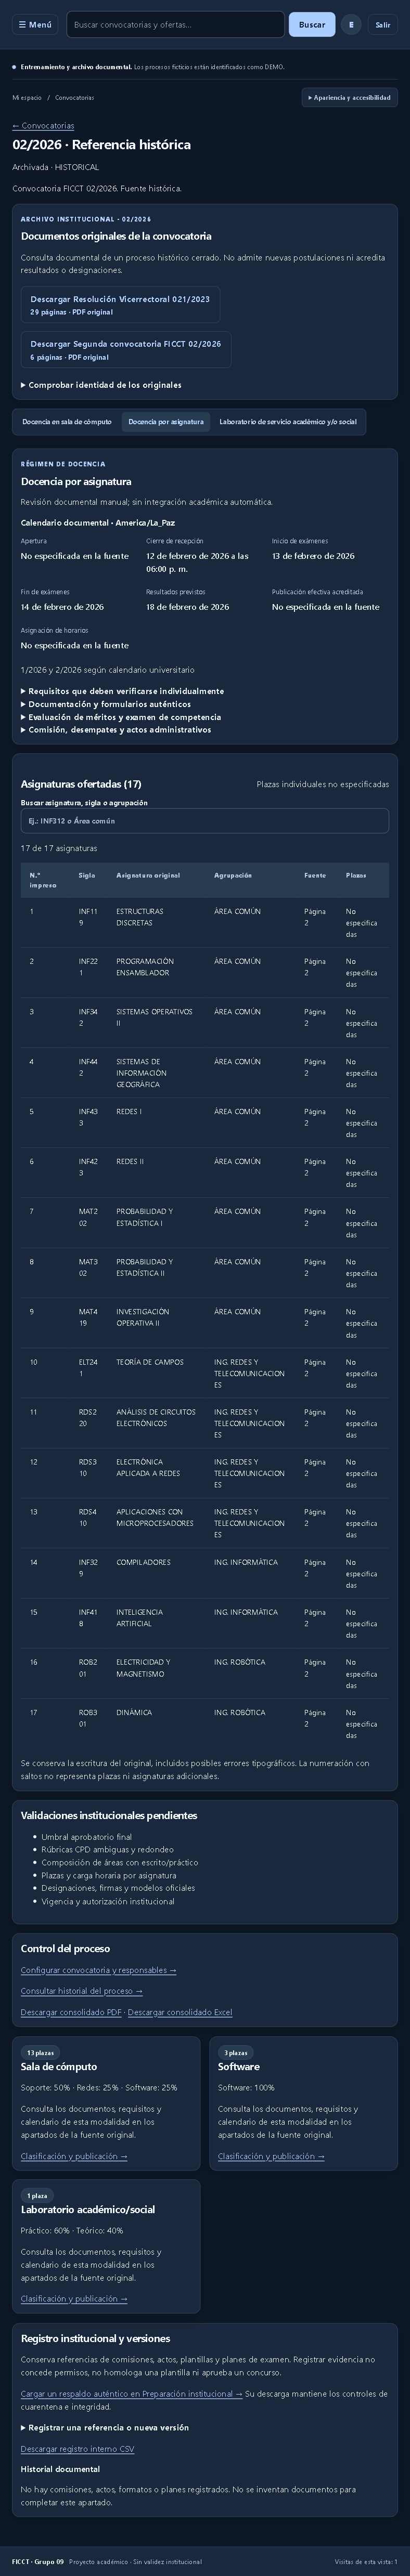 ☰ Menú
Buscar convocatorias y ofertas...
Buscar
E
Salir
Entrenamiento y archivo documental. Los procesos ficticios están identificados como DEMO.
Mi espacio / Convocatorias
▸ Apariencia y accesibilidad
← Convocatorias
02/2026 · Referencia histórica
Archivada · HISTORICAL
Convocatoria FICCT 02/2026. Fuente histórica.
ARCHIVO INSTITUCIONAL · 02/2026
Documentos originales de la convocatoria
Consulta documental de un proceso histórico cerrado. No admite nuevas postulaciones ni acredita
resultados o designaciones.
Descargar Resolución Vicerrectoral 021/2023
29 páginas · PDF original
Descargar Segunda convocatoria FICCT 02/2026
6 páginas · PDF original
▸ Comprobar identidad de los originales
Docencia en sala de cómputo
Docencia por asignatura
Laboratorio de servicio académico y/o social
RÉGIMEN DE DOCENCIA
Docencia por asignatura
Revisión documental manual; sin integración académica automática.
Calendario documental · America/La_Paz
Apertura
No especificada en la fuente
Cierre de recepción
12 de febrero de 2026 a las
06:00 p. m.
Inicio de exámenes
13 de febrero de 2026
Fin de exámenes
14 de febrero de 2026
Resultados previstos
18 de febrero de 2026
Publicación efectiva acreditada
No especificada en la fuente
Asignación de horarios
No especificada en la fuente
1/2026 y 2/2026 según calendario universitario
▸ Requisitos que deben verificarse individualmente
▸ Documentación y formularios auténticos
▸ Evaluación de méritos y examen de competencia
▸ Comisión, desempates y actos administrativos
Asignaturas ofertadas (17)
Plazas individuales no especificadas
Buscar asignatura, sigla o agrupación
Ej.: INF312 o Área común
17 de 17 asignaturas
N.º impreso Sigla Asignatura original Agrupación Fuente Plazas
1 INF119 ESTRUCTURAS DISCRETAS ÁREA COMÚN Página 2 No especificadas
2 INF221 PROGRAMACIÓN ENSAMBLADOR ÁREA COMÚN Página 2 No especificadas
3 INF342 SISTEMAS OPERATIVOS II ÁREA COMÚN Página 2 No especificadas
4 INF442 SISTEMAS DE INFORMACIÓN GEOGRÁFICA ÁREA COMÚN Página 2 No especificadas
5 INF433 REDES I ÁREA COMÚN Página 2 No especificadas
6 INF423 REDES II ÁREA COMÚN Página 2 No especificadas
7 MAT202 PROBABILIDAD Y ESTADÍSTICA I ÁREA COMÚN Página 2 No especificadas
8 MAT302 PROBABILIDAD Y ESTADÍSTICA II ÁREA COMÚN Página 2 No especificadas
9 MAT419 INVESTIGACIÓN OPERATIVA II ÁREA COMÚN Página 2 No especificadas
10 ELT241 TEORÍA DE CAMPOS ING. REDES Y TELECOMUNICACIONES Página 2 No especificadas
11 RDS220 ANÁLISIS DE CIRCUITOS ELECTRÓNICOS ING. REDES Y TELECOMUNICACIONES Página 2 No especificadas
12 RDS310 ELECTRÓNICA APLICADA A REDES ING. REDES Y TELECOMUNICACIONES Página 2 No especificadas
13 RDS410 APLICACIONES CON MICROPROCESADORES ING. REDES Y TELECOMUNICACIONES Página 2 No especificadas
14 INF329 COMPILADORES ING. INFORMÁTICA Página 2 No especificadas
15 INF418 INTELIGENCIA ARTIFICIAL ING. INFORMÁTICA Página 2 No especificadas
16 ROB201 ELECTRICIDAD Y MAGNETISMO ING. ROBÓTICA Página 2 No especificadas
17 ROB301 DINÁMICA ING. ROBÓTICA Página 2 No especificadas
Se conserva la escritura del original, incluidos posibles errores tipográficos. La numeración con
saltos no representa plazas ni asignaturas adicionales.
Validaciones institucionales pendientes
• Umbral aprobatorio final
• Rúbricas CPD ambiguas y redondeo
• Composición de áreas con escrito/práctico
• Plazas y carga horaria por asignatura
• Designaciones, firmas y modelos oficiales
• Vigencia y autorización institucional
Control del proceso
Configurar convocatoria y responsables →
Consultar historial del proceso →
Descargar consolidado PDF · Descargar consolidado Excel
13 plazas
Sala de cómputo
Soporte: 50% · Redes: 25% · Software: 25%
Consulta los documentos, requisitos y
calendario de esta modalidad en los
apartados de la fuente original.
Clasificación y publicación →
3 plazas
Software
Software: 100%
Consulta los documentos, requisitos y
calendario de esta modalidad en los
apartados de la fuente original.
Clasificación y publicación →
1 plaza
Laboratorio académico/social
Práctico: 60% · Teórico: 40%
Consulta los documentos, requisitos y
calendario de esta modalidad en los
apartados de la fuente original.
Clasificación y publicación →
Registro institucional y versiones
Conserva referencias de comisiones, actos, plantillas y planes de examen. Registrar evidencia no
concede permisos, no homologa una plantilla ni aprueba un concurso.
Cargar un respaldo auténtico en Preparación institucional → Su descarga mantiene los controles de
cuarentena e integridad.
▸ Registrar una referencia o nueva versión
Descargar registro interno CSV
Historial documental
No hay comisiones, actos, formatos o planes registrados. No se inventan documentos para
completar este apartado.
FICCT · Grupo 09 Proyecto académico · Sin validez institucional
Visitas de esta vista: 1